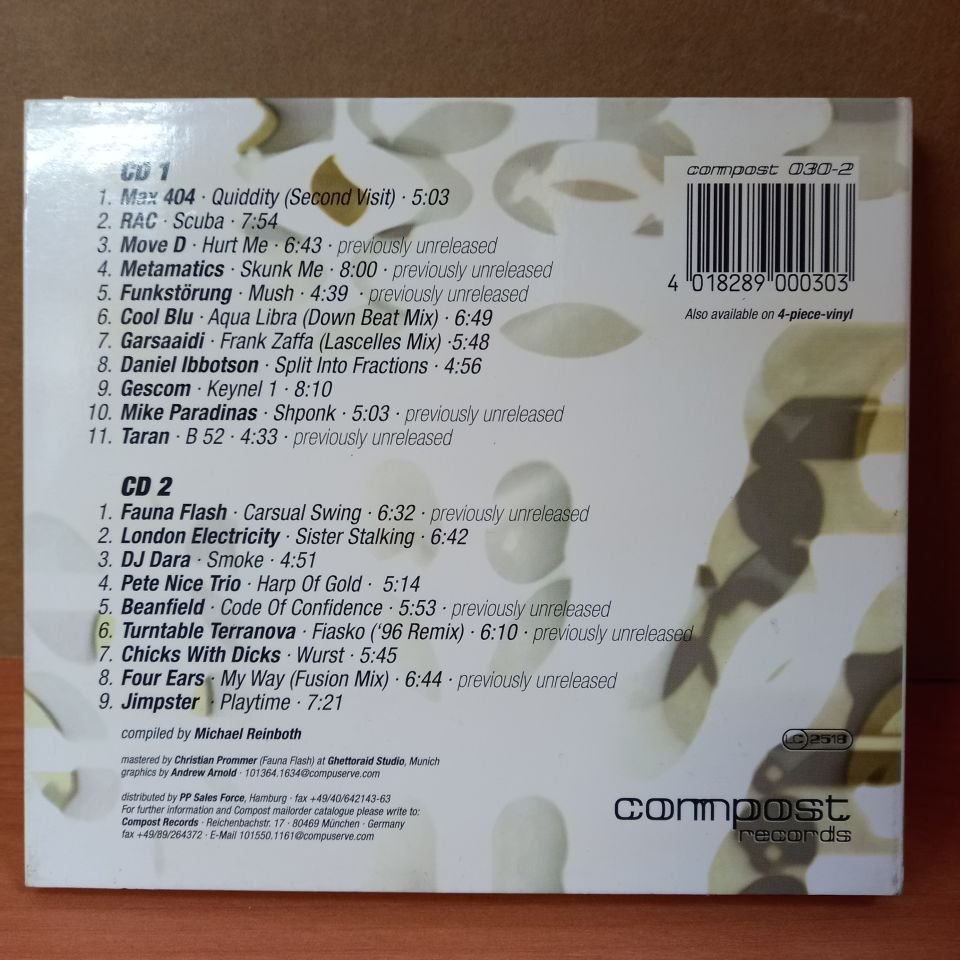 CD 1
1. Max 404 · Quiddity (Second Visit) · 5:03
2. RAC · Scuba · 7:54
3. Move D · Hurt Me · 6:43 · previously unreleased
4. Metamatics · Skunk Me · 8:00 · previously unreleased
5. Funkstörung · Mush · 4:39 · previously unreleased
6. Cool Blu · Aqua Libra (Down Beat Mix) · 6:49
7. Garsaaidi · Frank Zaffa (Lascelles Mix) ·5:48
8. Daniel Ibbotson · Split Into Fractions · 4:56
9. Gescom · Keynel 1 · 8:10
10. Mike Paradinas · Shponk · 5:03 · previously unreleased
11. Taran · B 52 · 4:33 · previously unreleased
CD 2
1. Fauna Flash · Carsual Swing · 6:32 · previously unreleased
2. London Electricity · Sister Stalking · 6:42
3. DJ Dara · Smoke · 4:51
4. Pete Nice Trio · Harp Of Gold · 5:14
5. Beanfield · Code Of Confidence · 5:53 · previously unreleased
6. Turntable Terranova · Fiasko ('96 Remix) · 6:10 · previously unreleased
7. Chicks With Dicks · Wurst · 5:45
8. Four Ears · My Way (Fusion Mix) · 6:44 · previously unreleased
9. Jimpster · Playtime · 7:21
compiled by Michael Reinboth
mastered by Christian Prommer (Fauna Flash) at Ghettoraid Studio, Munich
graphics by Andrew Arnold · 101364.1634@compuserve.com
distributed by PP Sales Force, Hamburg · fax +49/40/642143-63
For further information and Compost mailorder catalogue please write to:
Compost Records · Reichenbachstr. 17 · 80469 München · Germany
fax +49/89/264372 · E-Mail 101550.1161@compuserve.com
compost 030-2
4 018289 000303
Also available on 4-piece-vinyl
LC 2518
compost
records